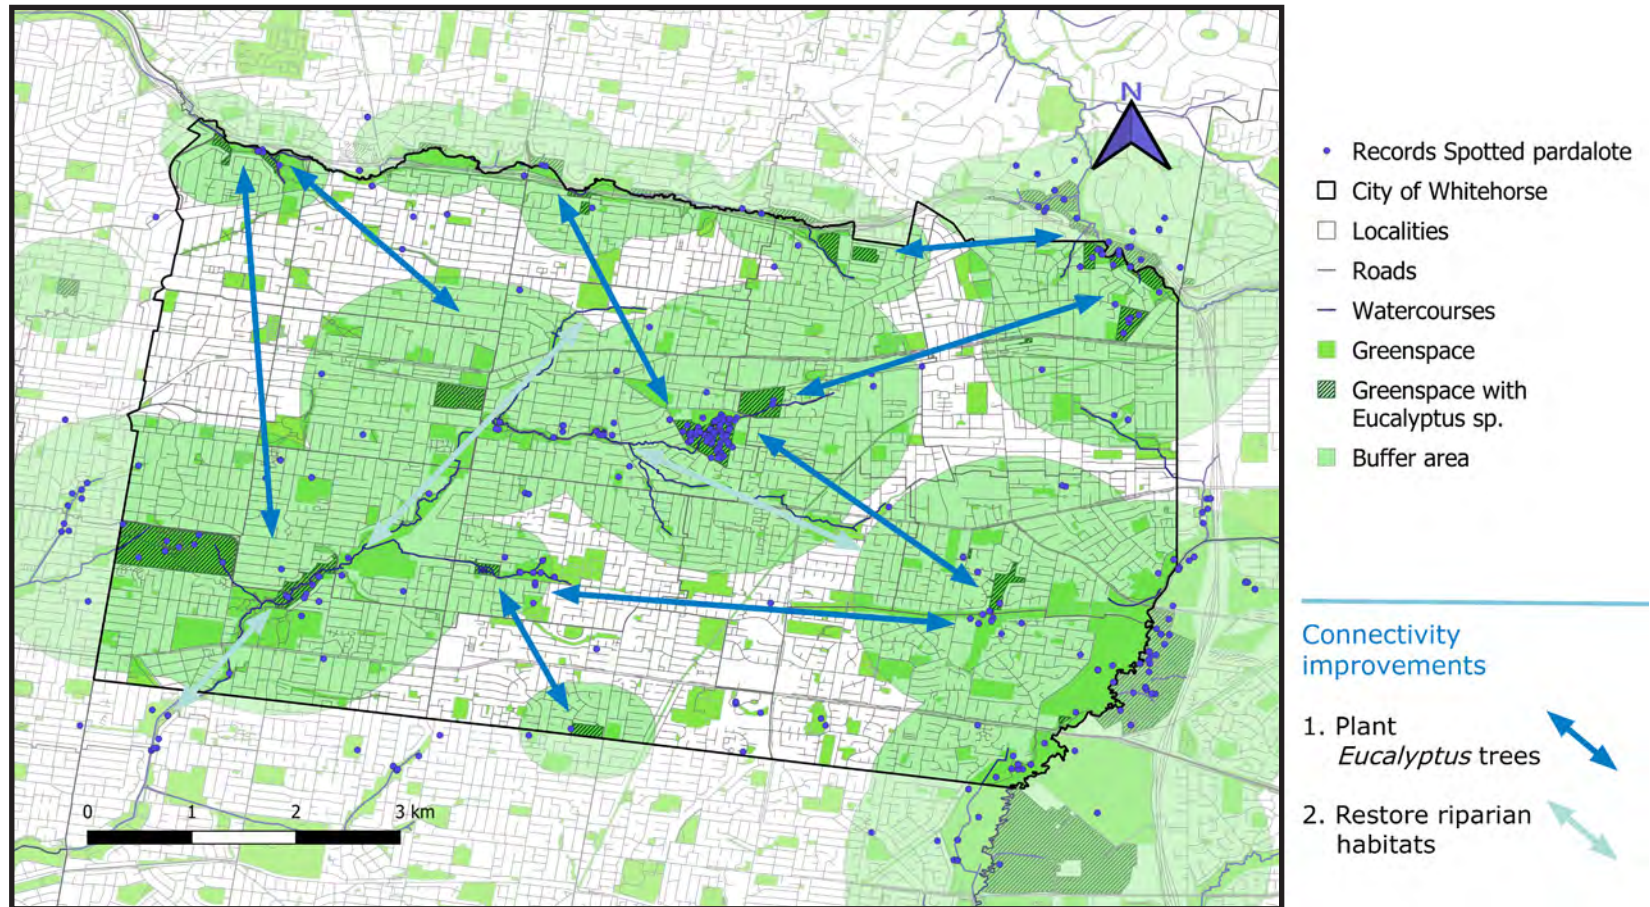 N
0 1 2 3 km
Records Spotted pardalote
City of Whitehorse
Localities
Roads
Watercourses
Greenspace
Greenspace with
Eucalyptus sp.
Buffer area
Connectivity
improvements
1. Plant
Eucalyptus trees
2. Restore riparian
habitats